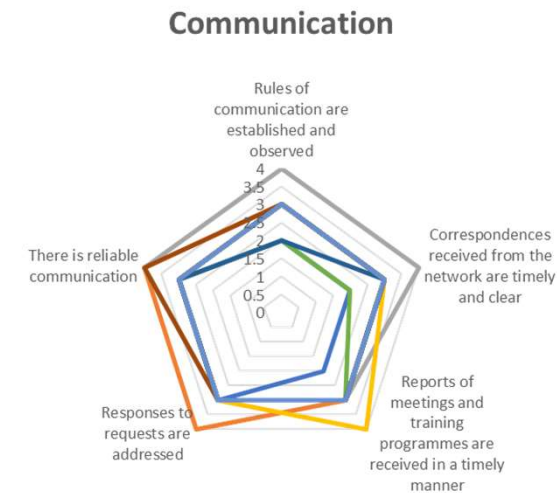 Communication
Rules of
communication are
established and
observed
4
3.5
3
2.5
2
1.5
1
0.5
0
Correspondences
received from the
network are timely
and clear
Reports of
meetings and
training
programmes are
received in a timely
manner
Responses to
requests are
addressed
There is reliable
communication